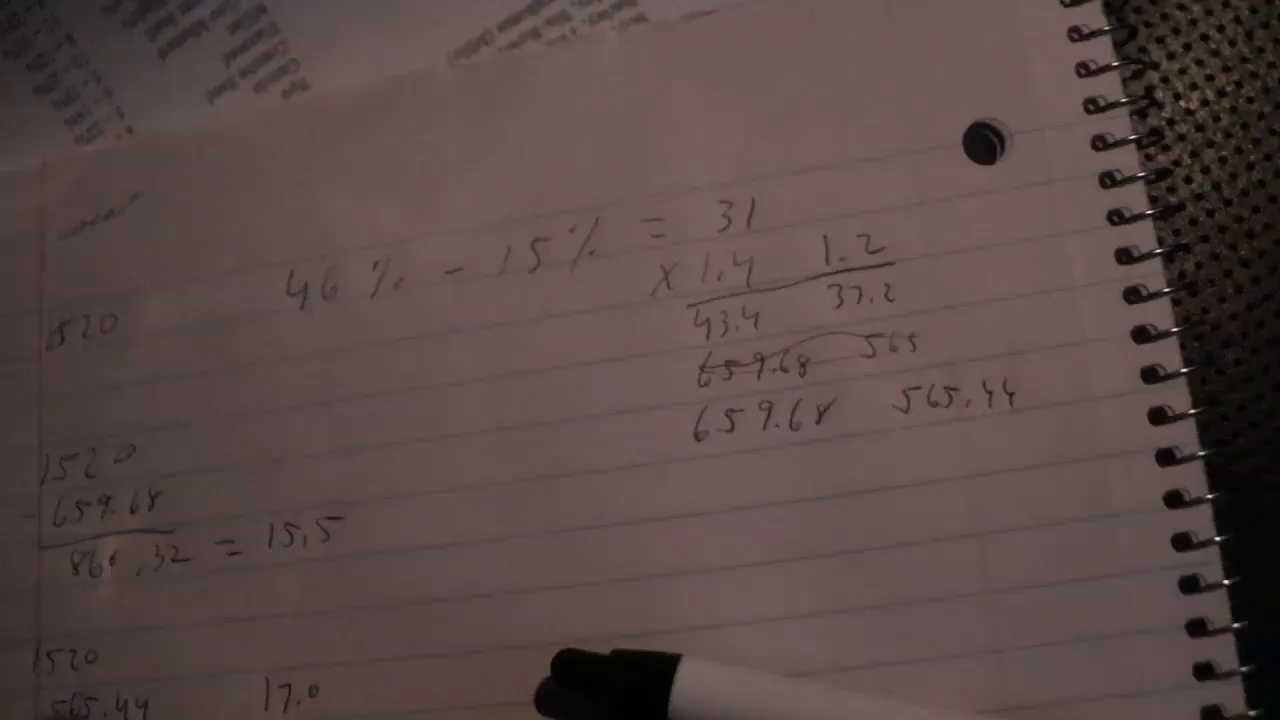 46% - 15% = 31
x 1.4 1.2
43.4 37.2
1520
659.68 565
659.68 565.44
1520
659.68
860.32 = 15.5
1520
565.44 17.0